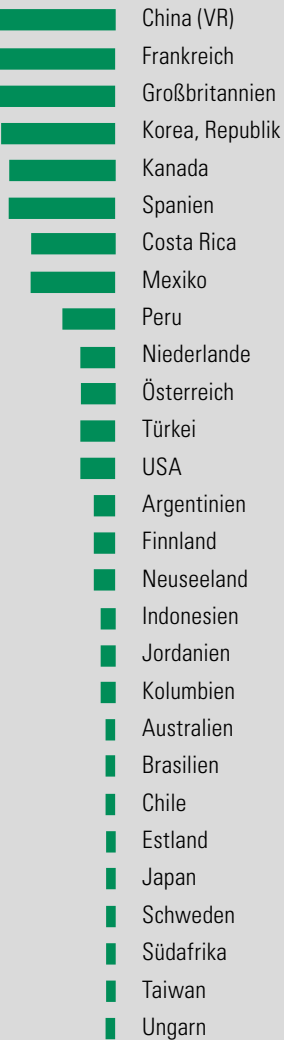 China (VR)
Frankreich
Großbritannien
Korea, Republik
Kanada
Spanien
Costa Rica
Mexiko
Peru
Niederlande
Österreich
Türkei
USA
Argentinien
Finnland
Neuseeland
Indonesien
Jordanien
Kolumbien
Australien
Brasilien
Chile
Estland
Japan
Schweden
Südafrika
Taiwan
Ungarn